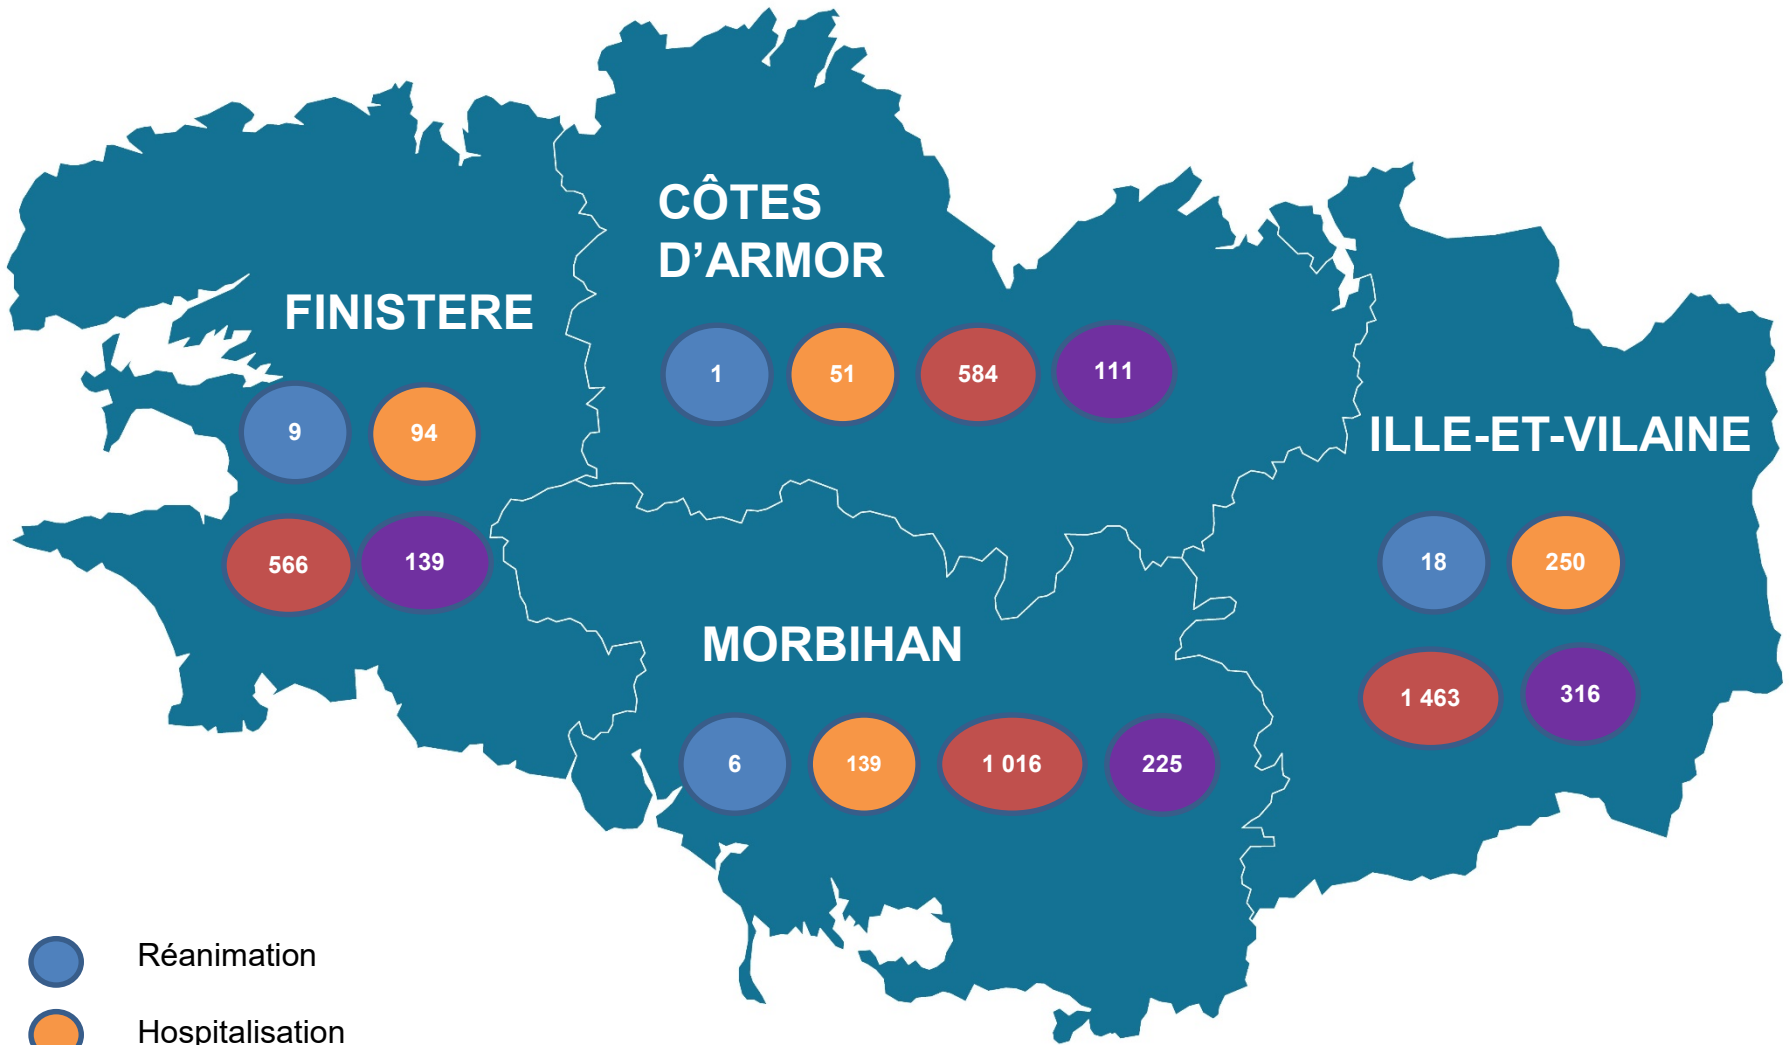 CÔTES
D’ARMOR
1
51
584
111
FINISTERE
9
94
566
139
ILLE-ET-VILAINE
18
250
1 463
316
MORBIHAN
6
139
1 016
225
Réanimation
Hospitalisation